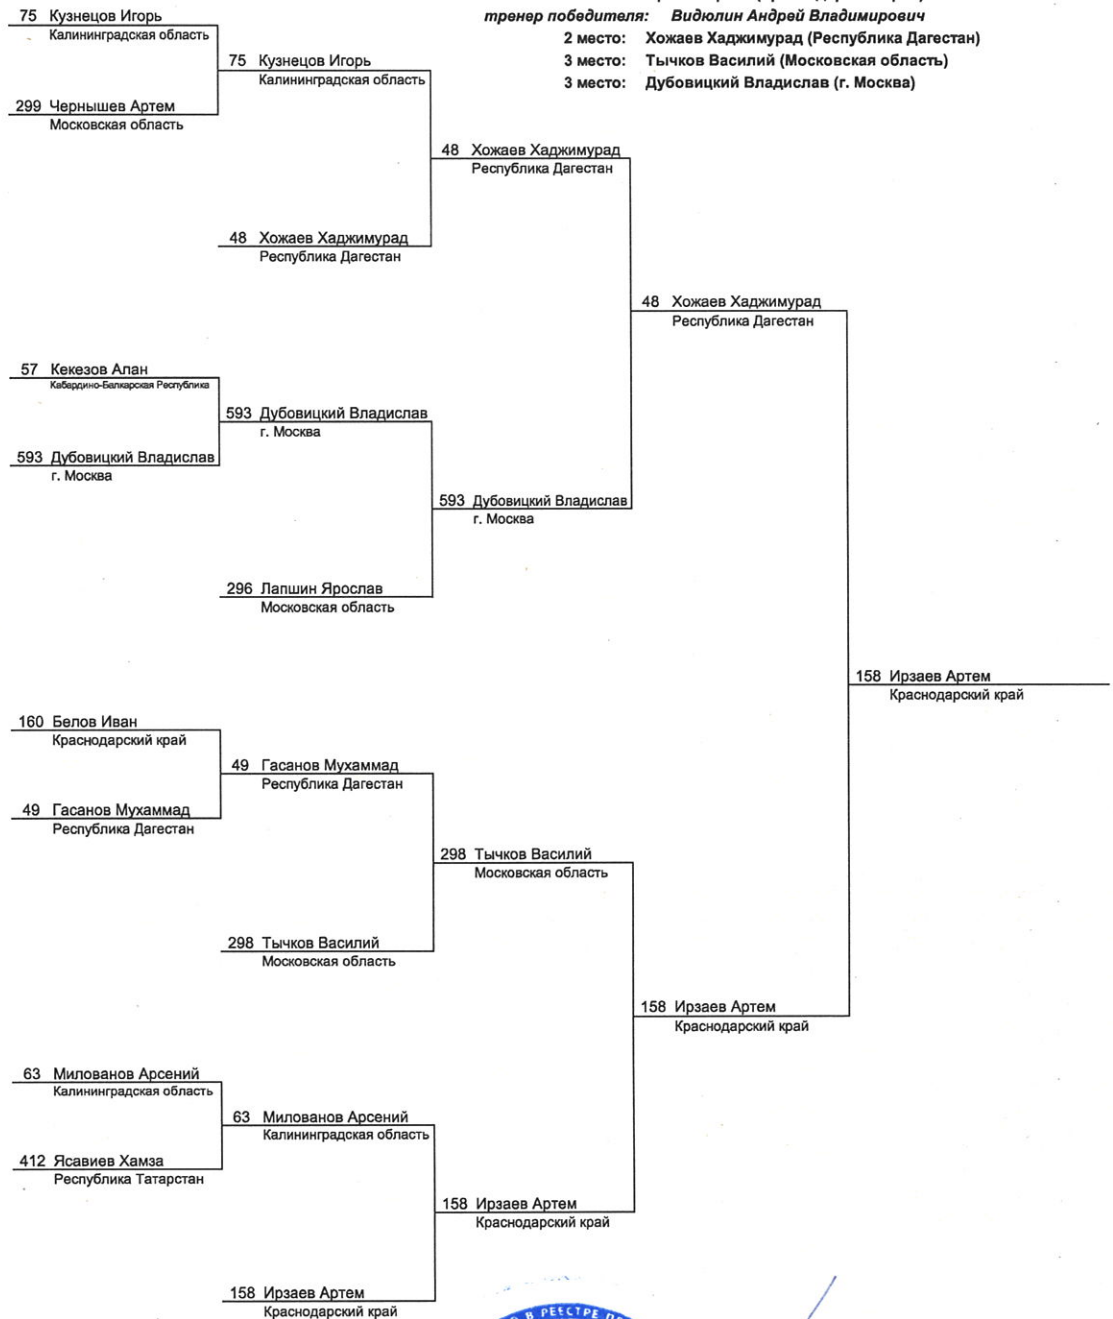 тренер победителя: Видюлин Андрей Владимирович
2 место: Хожаев Хаджимурад (Республика Дагестан)
3 место: Тычков Василий (Московская область)
3 место: Дубовицкий Владислав (г. Москва)
75 Кузнецов Игорь
Калининградская область
75 Кузнецов Игорь
Калининградская область
299 Чернышев Артем
Московская область
48 Хожаев Хаджимурад
Республика Дагестан
48 Хожаев Хаджимурад
Республика Дагестан
48 Хожаев Хаджимурад
Республика Дагестан
57 Кекезов Алан
Кабардино-Балкарская Республика
593 Дубовицкий Владислав
г. Москва
593 Дубовицкий Владислав
г. Москва
593 Дубовицкий Владислав
г. Москва
296 Лапшин Ярослав
Московская область
158 Ирзаев Артем
Краснодарский край
160 Белов Иван
Краснодарский край
49 Гасанов Мухаммад
Республика Дагестан
49 Гасанов Мухаммад
Республика Дагестан
298 Тычков Василий
Московская область
298 Тычков Василий
Московская область
158 Ирзаев Артем
Краснодарский край
63 Милованов Арсений
Калининградская область
63 Милованов Арсений
Калининградская область
412 Ясавиев Хамза
Республика Татарстан
158 Ирзаев Артем
Краснодарский край
158 Ирзаев Артем
Краснодарский край
В РЕЕСТРЕ